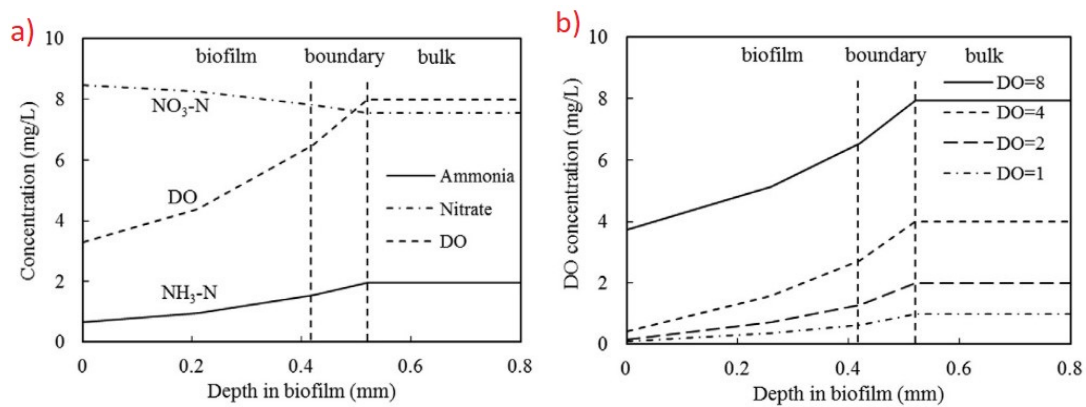 a)
10
8
6
4
2
0
Concentration (mg/L)
biofilm boundary bulk
NO₃-N
DO
NH₃-N
Ammonia
Nitrate
DO
0 0.2 0.4 0.6 0.8
Depth in biofilm (mm)
b)
10
8
6
4
2
0
DO concentration (mg/L)
biofilm boundary bulk
DO=8
DO=4
DO=2
DO=1
0 0.2 0.4 0.6 0.8
Depth in biofilm (mm)